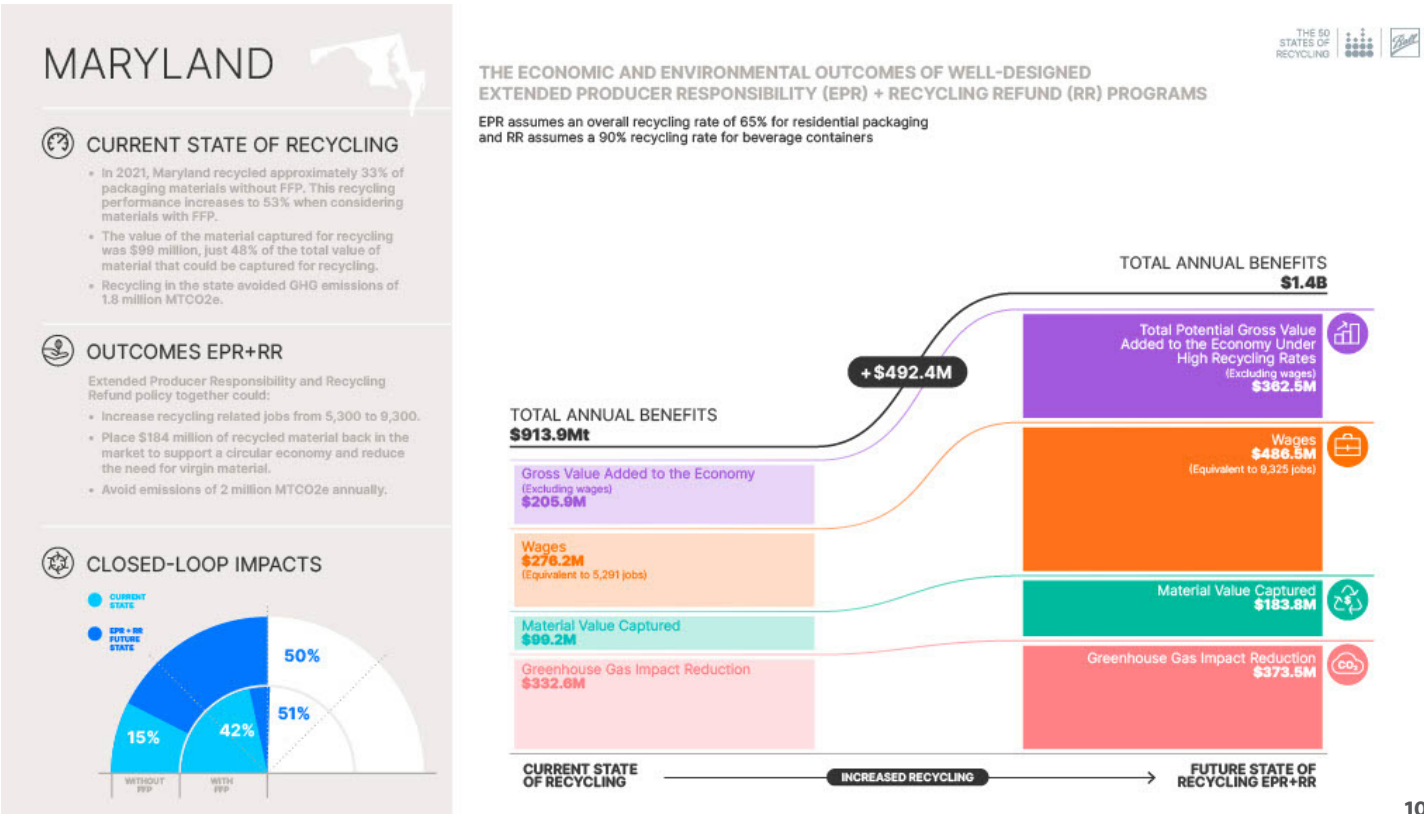 MARYLAND
CURRENT STATE OF RECYCLING
• In 2021, Maryland recycled approximately 33% of
packaging materials without FFP. This recycling
performance increases to 53% when considering
materials with FFP.
• The value of the material captured for recycling
was $99 million, just 48% of the total value of
material that could be captured for recycling.
• Recycling in the state avoided GHG emissions of
1.8 million MTCO2e.
OUTCOMES EPR+RR
Extended Producer Responsibility and Recycling
Refund policy together could:
• Increase recycling related jobs from 5,300 to 9,300.
• Place $184 million of recycled material back in the
market to support a circular economy and reduce
the need for virgin material.
• Avoid emissions of 2 million MTCO2e annually.
CLOSED-LOOP IMPACTS
CURRENT
STATE
EPR + RR
FUTURE
STATE
50%
51%
42%
15%
WITHOUT
FFP
WITH
FFP
THE 50
STATES OF
RECYCLING
Ball
THE ECONOMIC AND ENVIRONMENTAL OUTCOMES OF WELL-DESIGNED
EXTENDED PRODUCER RESPONSIBILITY (EPR) + RECYCLING REFUND (RR) PROGRAMS
EPR assumes an overall recycling rate of 65% for residential packaging
and RR assumes a 90% recycling rate for beverage containers
TOTAL ANNUAL BENEFITS
$913.9Mt
Gross Value Added to the Economy
(Excluding wages)
$205.9M
Wages
$276.2M
(Equivalent to 5,291 jobs)
Material Value Captured
$99.2M
Greenhouse Gas Impact Reduction
$332.6M
+$492.4M
TOTAL ANNUAL BENEFITS
$1.4B
Total Potential Gross Value
Added to the Economy Under
High Recycling Rates
(Excluding wages)
$362.5M
Wages
$486.5M
(Equivalent to 9,325 jobs)
Material Value Captured
$183.8M
Greenhouse Gas Impact Reduction
$373.5M
CO₂
CURRENT STATE
OF RECYCLING
INCREASED RECYCLING
FUTURE STATE OF
RECYCLING EPR+RR
10